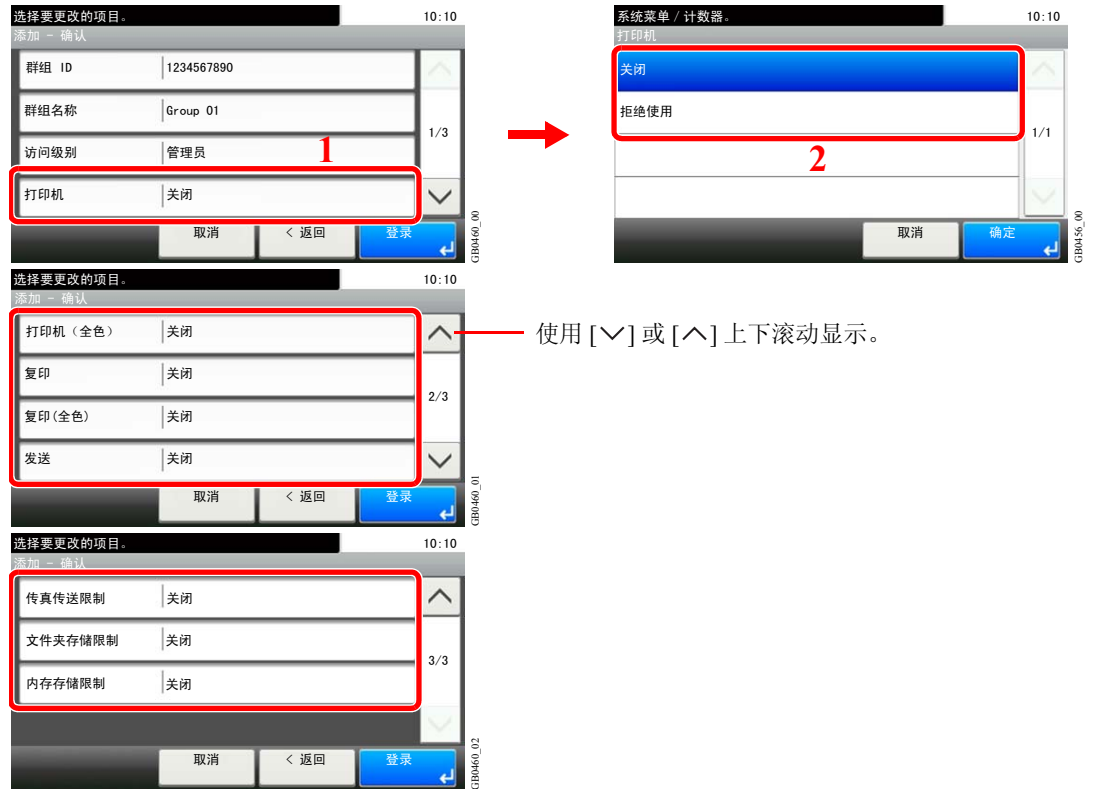 选择要更改的项目。 10:10
添加 - 确认
群组 ID 1234567890
群组名称 Group 01
1/3
访问级别 管理员
1
打印机 关闭
取消 < 返回 登录
GB0460_00
系统菜单 / 计数器。 10:10
打印机
关闭
拒绝使用
1/1
2
取消 确定
GB0456_00
选择要更改的项目。 10:10
添加 - 确认
打印机（全色） 关闭
使用 [∨] 或 [∧] 上下滚动显示。
复印 关闭
2/3
复印(全色) 关闭
发送 关闭
取消 < 返回 登录
GB0460_01
选择要更改的项目。 10:10
添加 - 确认
传真传送限制 关闭
文件夹存储限制 关闭
3/3
内存存储限制 关闭
取消 < 返回 登录
GB0460_02